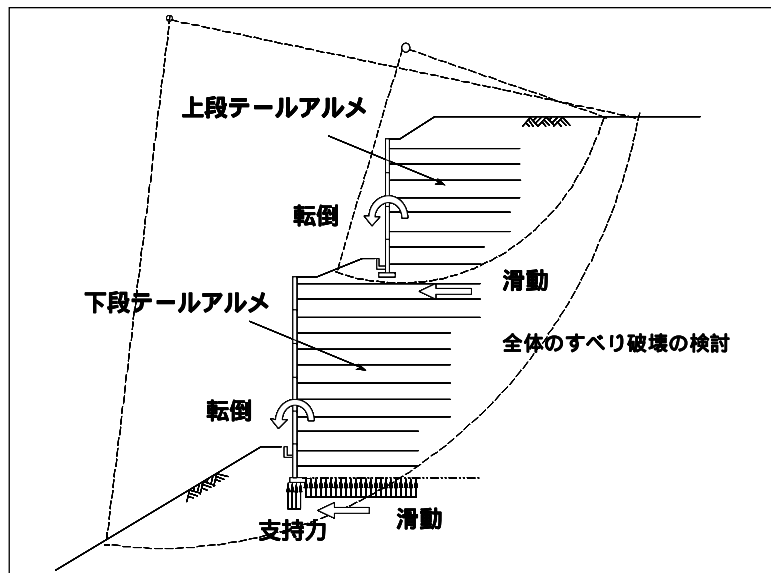 上段テールアルメ
転倒
滑動
下段テールアルメ
全体のすべり破壊の検討
転倒
支持力
滑動